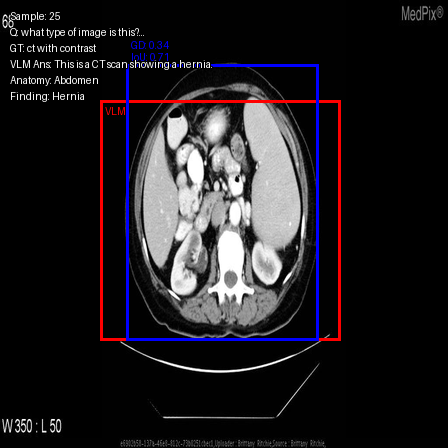 MedPix®
66
Sample: 25
Q: what type of image is this?..
GT: ct with contrast
VLM Ans: This is a CT scan showing a hernia.
Anatomy: Abdomen
Finding: Hernia
VLM
W 350 : L 50